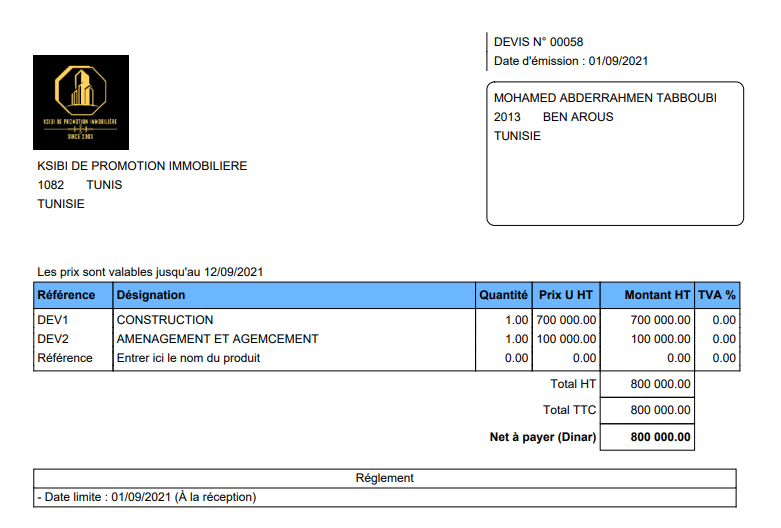 DEVIS N° 00058
Date d'émission : 01/09/2021
KSIBI DE PROMOTION IMMOBILIÈRE
SINCE 2003
MOHAMED ABDERRAHMEN TABBOUBI
2013 BEN AROUS
TUNISIE
KSIBI DE PROMOTION IMMOBILIERE
1082 TUNIS
TUNISIE
Les prix sont valables jusqu'au 12/09/2021
Référence Désignation Quantité Prix U HT Montant HT TVA %
DEV1 CONSTRUCTION 1.00 700 000.00 700 000.00 0.00
DEV2 AMENAGEMENT ET AGEMCEMENT 1.00 100 000.00 100 000.00 0.00
Référence Entrer ici le nom du produit 0.00 0.00 0.00 0.00
Total HT 800 000.00
Total TTC 800 000.00
Net à payer (Dinar) 800 000.00
Réglement
- Date limite : 01/09/2021 (À la réception)